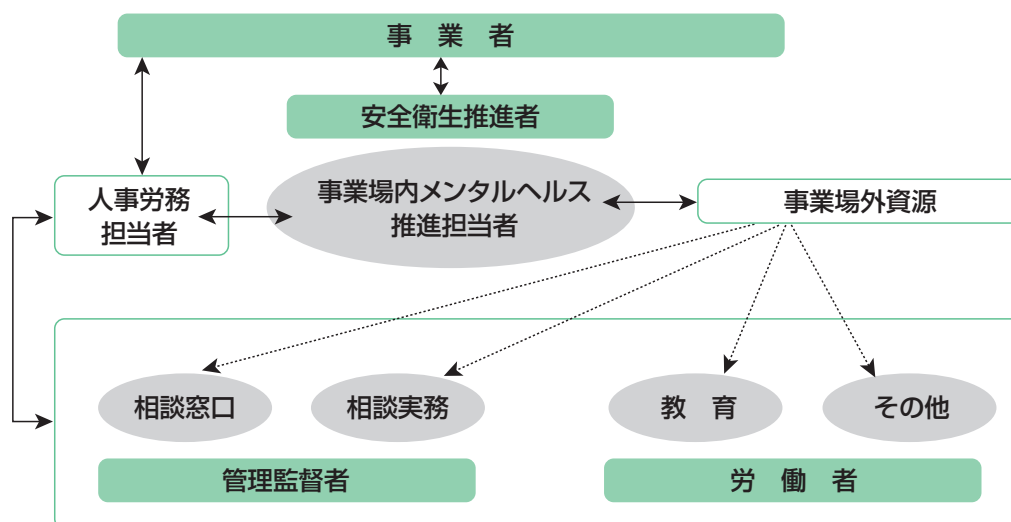 事 業 者
安全衛生推進者
人事労務
担当者
事業場内メンタルヘルス
推進担当者
事業場外資源
相談窓口
相談実務
教 育
その他
管理監督者
労 働 者